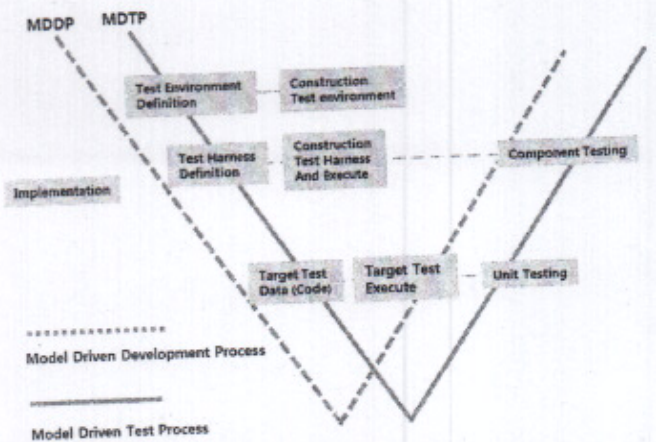 MDDP
MDTP
Test Environment
Definition
Construction
Test environment
Test Harness
Definition
Construction
Test Harness
And Execute
Component Testing
Implementation
Target Test
Data (Code)
Target Test
Execute
Unit Testing
Model Driven Development Process
Model Driven Test Process